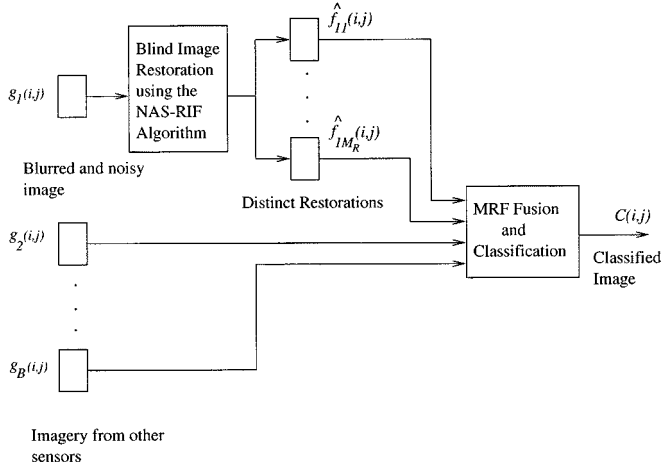 g1(i,j)
Blurred and noisy
image
Blind Image
Restoration
using the
NAS-RIF
Algorithm
f̂11(i,j)
.
.
.
f̂1MR(i,j)
Distinct Restorations
g2(i,j)
.
.
.
gB(i,j)
Imagery from other
sensors
MRF Fusion
and
Classification
C(i,j)
Classified
Image